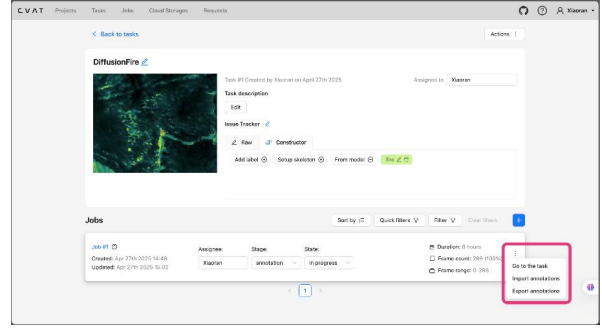 CVAT Projects Tasks Jobs Cloud Storages Requests Xiaoran
Back to tasks Actions
DiffusionFire
Task #1 Created by Xiaoran on April 27th 2025 Assigned to Xiaoran
Task description
Edit
Issue Tracker
Raw Constructor
Add label Setup skeleton From model fire
Jobs Sort by Quick filters Filter Clear filters
Job #1
Created: Apr 27th 2025 14:48
Updated: Apr 27th 2025 15:02
Assignee: Stage: State:
Xiaoran annotation in progress
Duration: 8 hours
Frame count: 289 (100%)
Frame range: 0-288
Go to the task
Import annotations
Export annotations
1